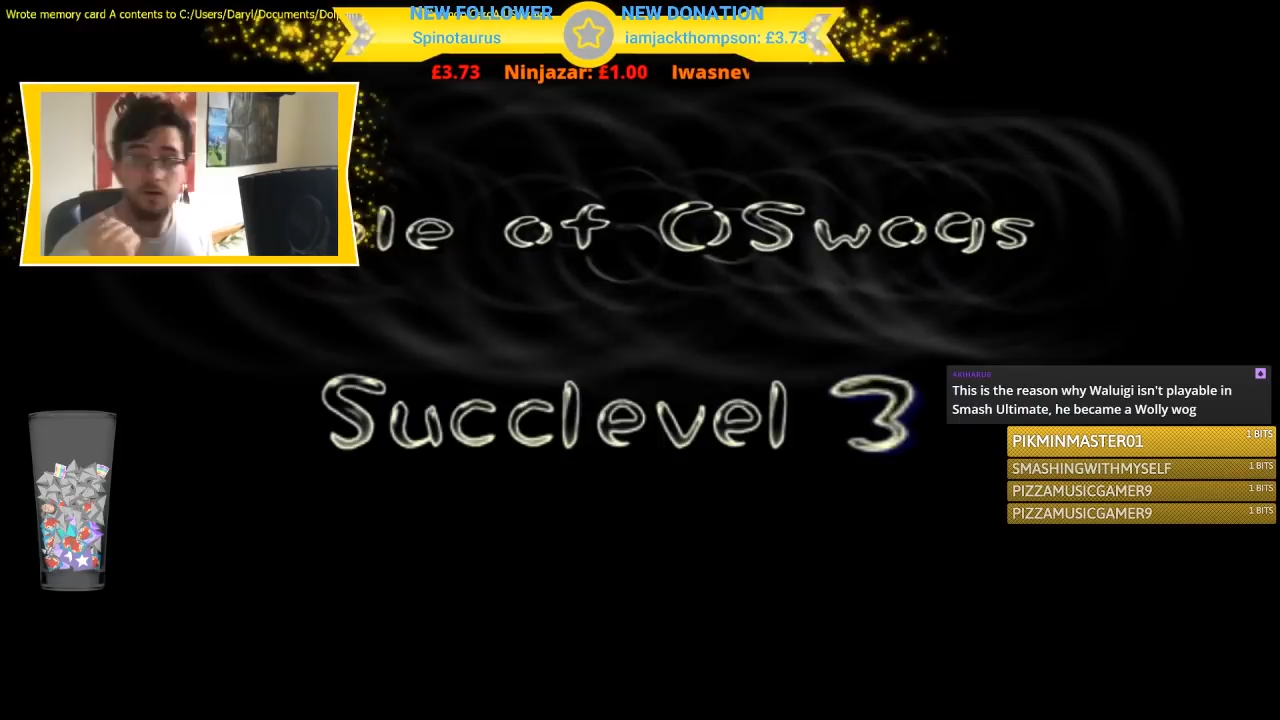 Wrote memory card A contents to C:/Users/Daryl/Documents/Dol
NEW FOLLOWER
Spinotaurus
NEW DONATION
iamjackthompson: £3.73
£3.73 Ninjazar: £1.00 Iwasnev
le of OSwogs
Succlevel 3
This is the reason why Waluigi isn't playable in
Smash Ultimate, he became a Wolly wog
PIKMINMASTER01 1 BITS
SMASHINGWITHMYSELF 1 BITS
PIZZAMUSICGAMER9 1 BITS
PIZZAMUSICGAMER9 1 BITS